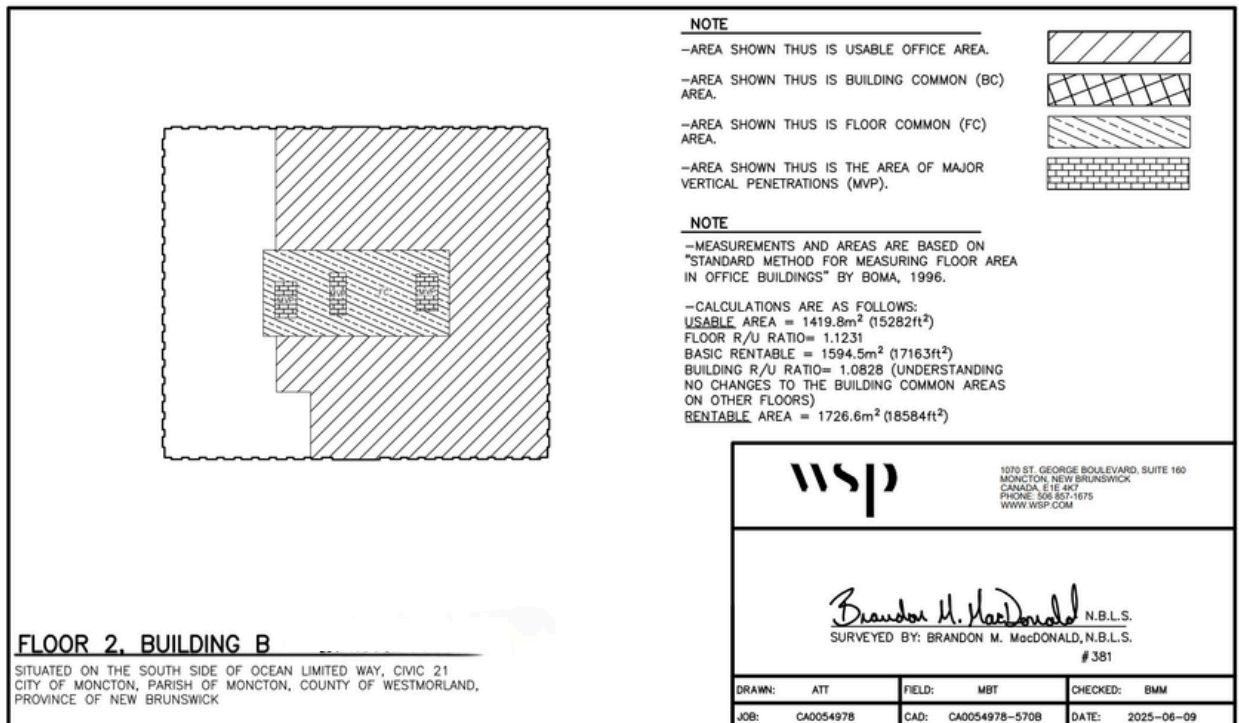 NOTE
-AREA SHOWN THUS IS USABLE OFFICE AREA.
-AREA SHOWN THUS IS BUILDING COMMON (BC)
AREA.
-AREA SHOWN THUS IS FLOOR COMMON (FC)
AREA.
-AREA SHOWN THUS IS THE AREA OF MAJOR
VERTICAL PENETRATIONS (MVP).
MVP
MVP
FC
MVP
NOTE
-MEASUREMENTS AND AREAS ARE BASED ON
"STANDARD METHOD FOR MEASURING FLOOR AREA
IN OFFICE BUILDINGS" BY BOMA, 1996.
-CALCULATIONS ARE AS FOLLOWS:
USABLE AREA = 1419.8m² (15282ft²)
FLOOR R/U RATIO= 1.1231
BASIC RENTABLE = 1594.5m² (17163ft²)
BUILDING R/U RATIO= 1.0828 (UNDERSTANDING
NO CHANGES TO THE BUILDING COMMON AREAS
ON OTHER FLOORS)
RENTABLE AREA = 1726.6m² (18584ft²)
wsp
1070 ST. GEORGE BOULEVARD, SUITE 160
MONCTON, NEW BRUNSWICK
CANADA, E1E 4K7
PHONE: 506 857-1675
WWW.WSP.COM
Brandon M. MacDonald N.B.L.S.
SURVEYED BY: BRANDON M. MacDONALD, N.B.L.S.
#381
FLOOR 2, BUILDING B
SITUATED ON THE SOUTH SIDE OF OCEAN LIMITED WAY, CIVIC 21
CITY OF MONCTON, PARISH OF MONCTON, COUNTY OF WESTMORLAND,
PROVINCE OF NEW BRUNSWICK
DRAWN: ATT FIELD: MBT CHECKED: BMM
JOB: CA0054978 CAD: CA0054978-570B DATE: 2025-06-09